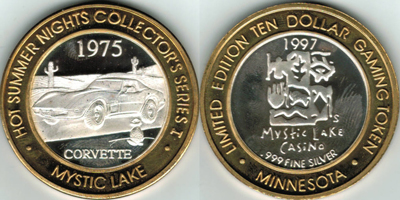 HOT SUMMER NIGHTS COLLECTOR'S SERIES I
1975
CORVETTE
• MYSTIC LAKE •
LIMITED EDITION TEN DOLLAR GAMING TOKEN
1997
MYSTIC LAKE
CASINO
.999 FINE SILVER
• MINNESOTA •